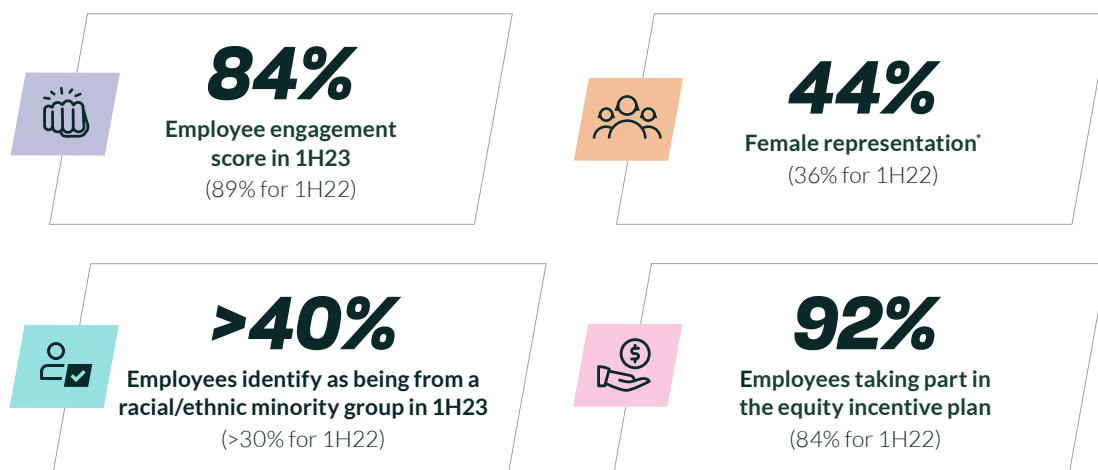 84%
Employee engagement
score in 1H23
(89% for 1H22)
44%
Female representation*
(36% for 1H22)
>40%
Employees identify as being from a
racial/ethnic minority group in 1H23
(>30% for 1H22)
$
92%
Employees taking part in
the equity incentive plan
(84% for 1H22)